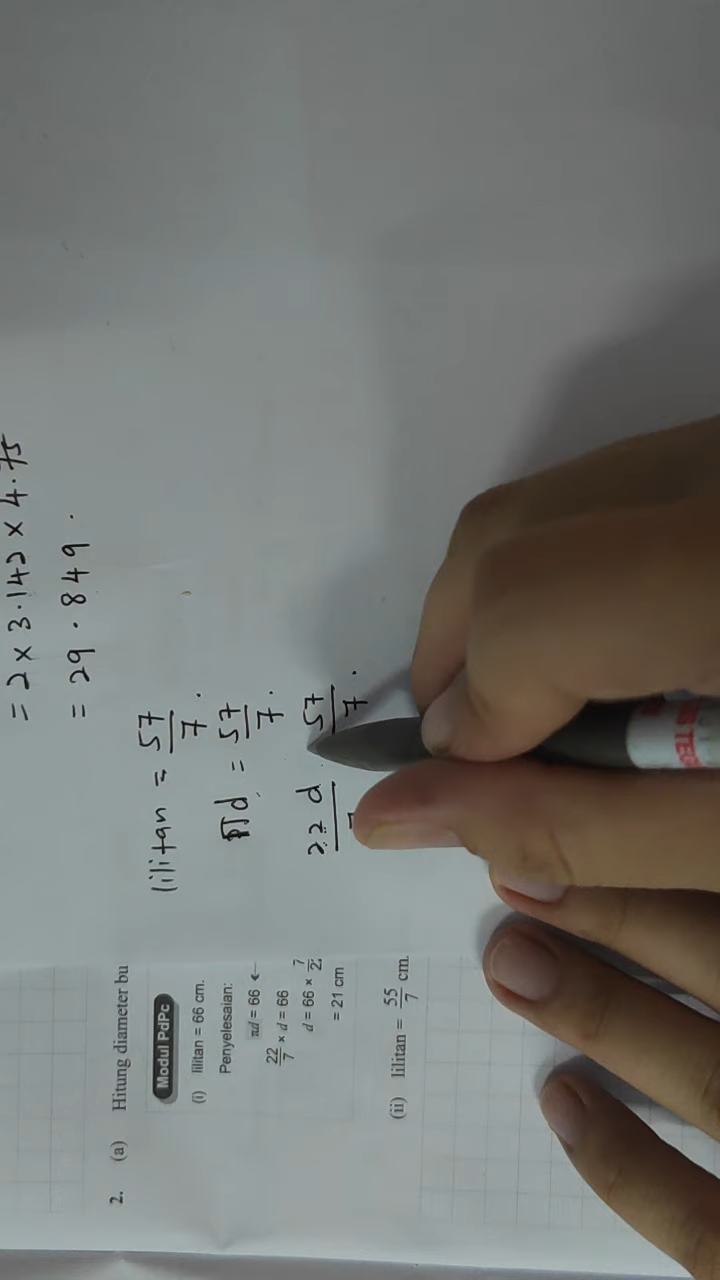 = 2 x 3.142 x 4.75
= 29.849.
lilitan = 57/7.
πd = 57/7.
22 d 57/7.
2. (a) Hitung diameter bu
Modul PdPc
(i) lilitan = 66 cm.
Penyelesaian:
πd = 66 ←
22/7 × d = 66
d = 66 × 7/22
= 21 cm
(ii) lilitan = 55/7 cm.